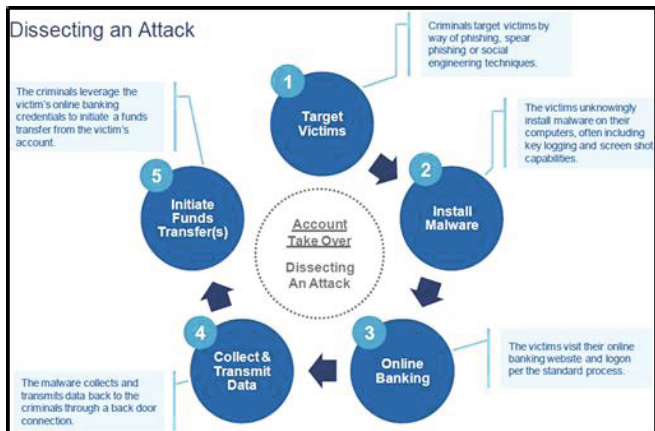 Dissecting an Attack
1
Target
Victims
Criminals target victims by
way of phishing, spear
phishing or social
engineering techniques.
2
Install
Malware
The victims unknowingly
install malware on their
computers, often including
key logging and screen shot
capabilities.
3
Online
Banking
The victims visit their online
banking website and logon
per the standard process.
4
Collect &
Transmit
Data
The malware collects and
transmits data back to the
criminals through a back door
connection.
5
Initiate
Funds
Transfer(s)
The criminals leverage the
victim's online banking
credentials to initiate a funds
transfer from the victim's
account.
Account
Take Over
Dissecting
An Attack